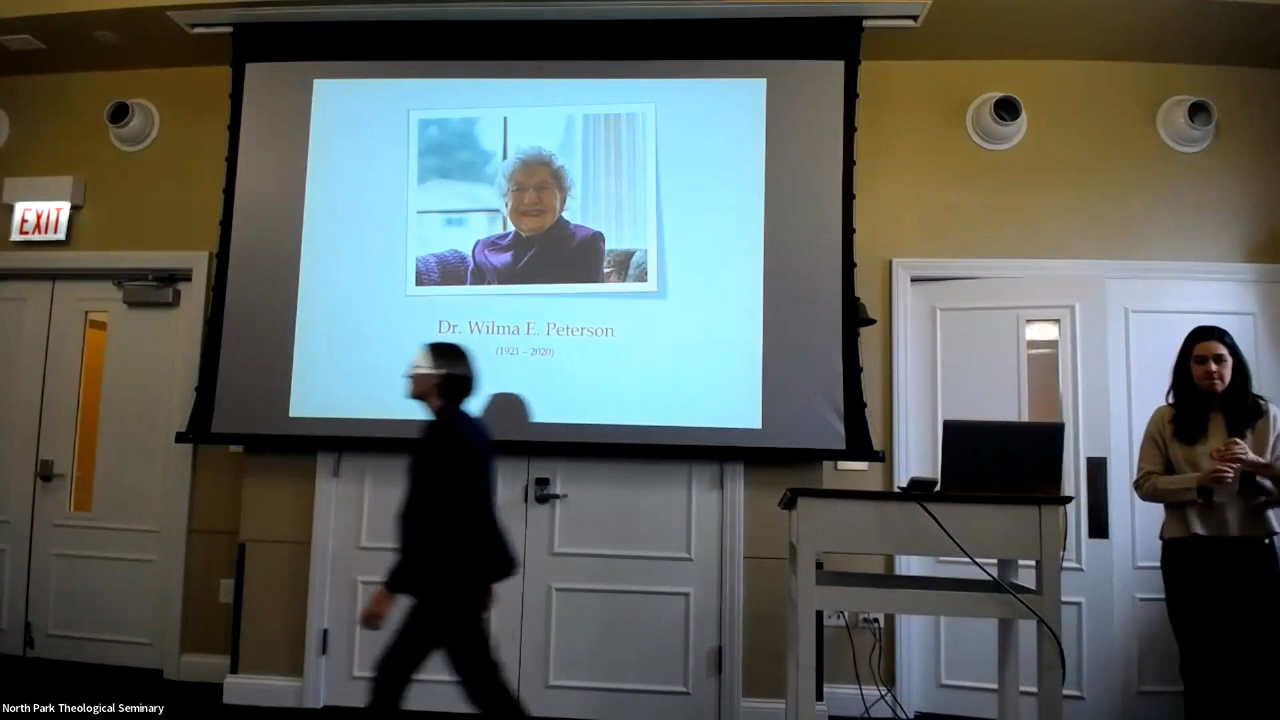 EXIT
Dr. Wilma E. Peterson
(1921 – 2020)
North Park Theological Seminary